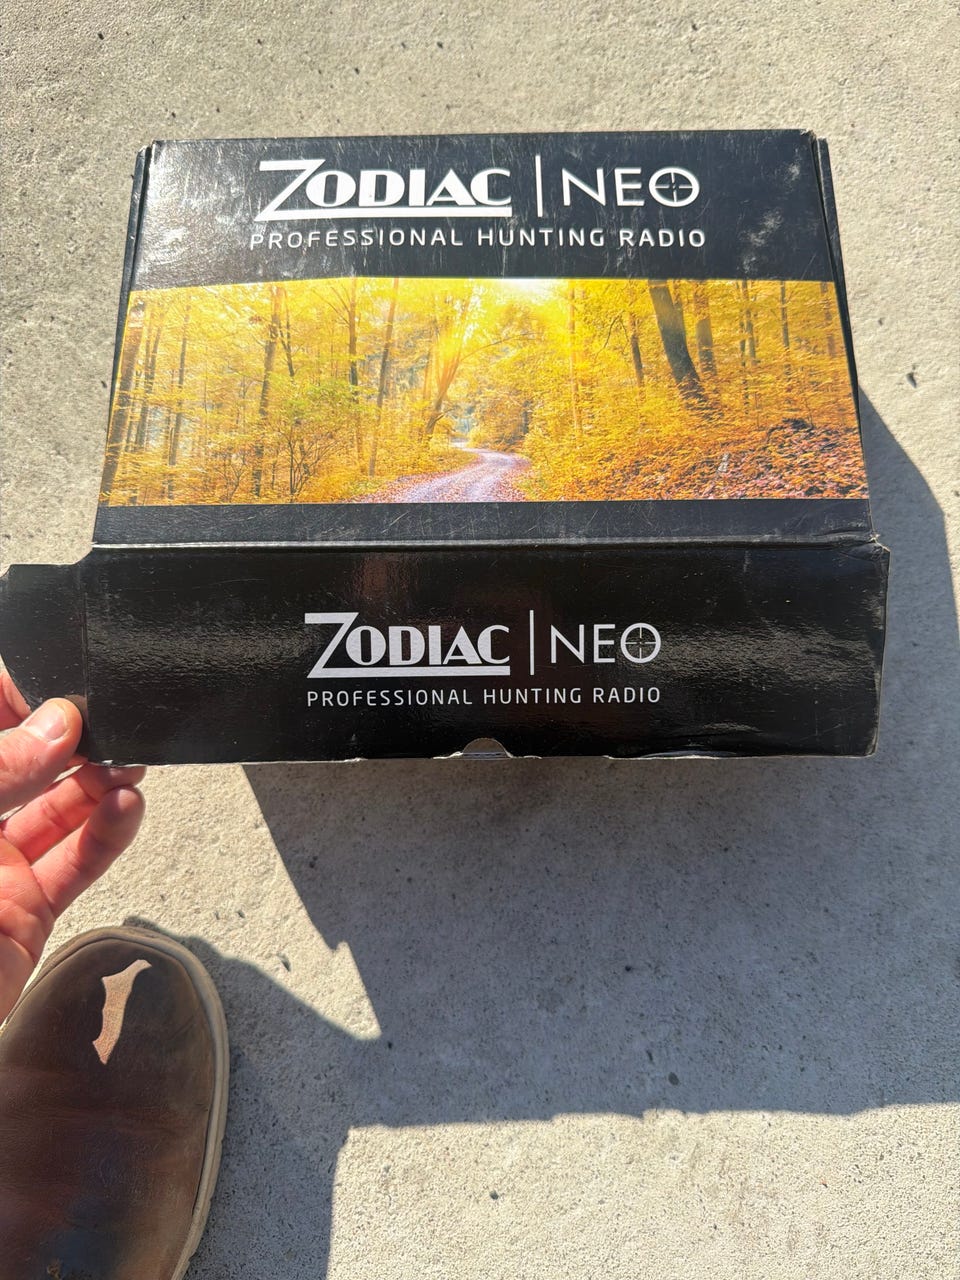 ZODIAC | NEO
PROFESSIONAL HUNTING RADIO
ZODIAC | NEO
PROFESSIONAL HUNTING RADIO